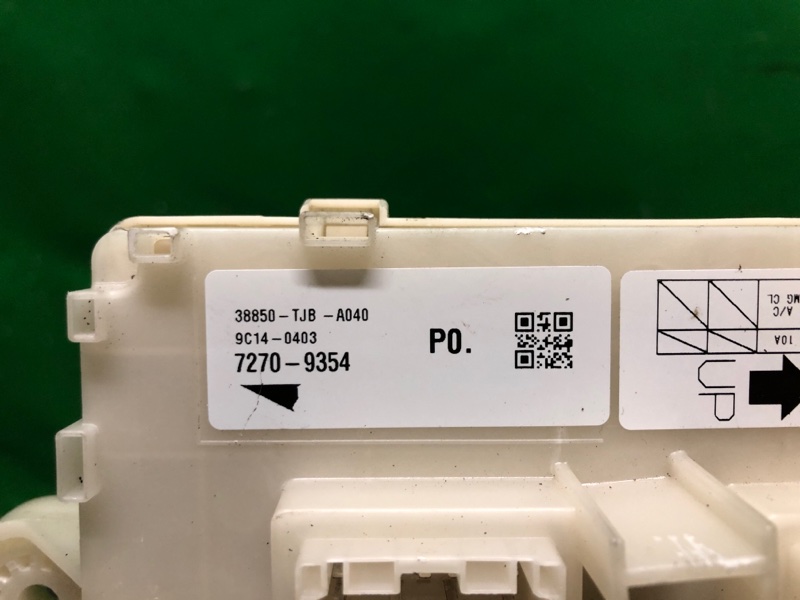 38850-TJB -A040
9C14-0403
7270-9354
P0.
A/C
MG CL
10A
UP